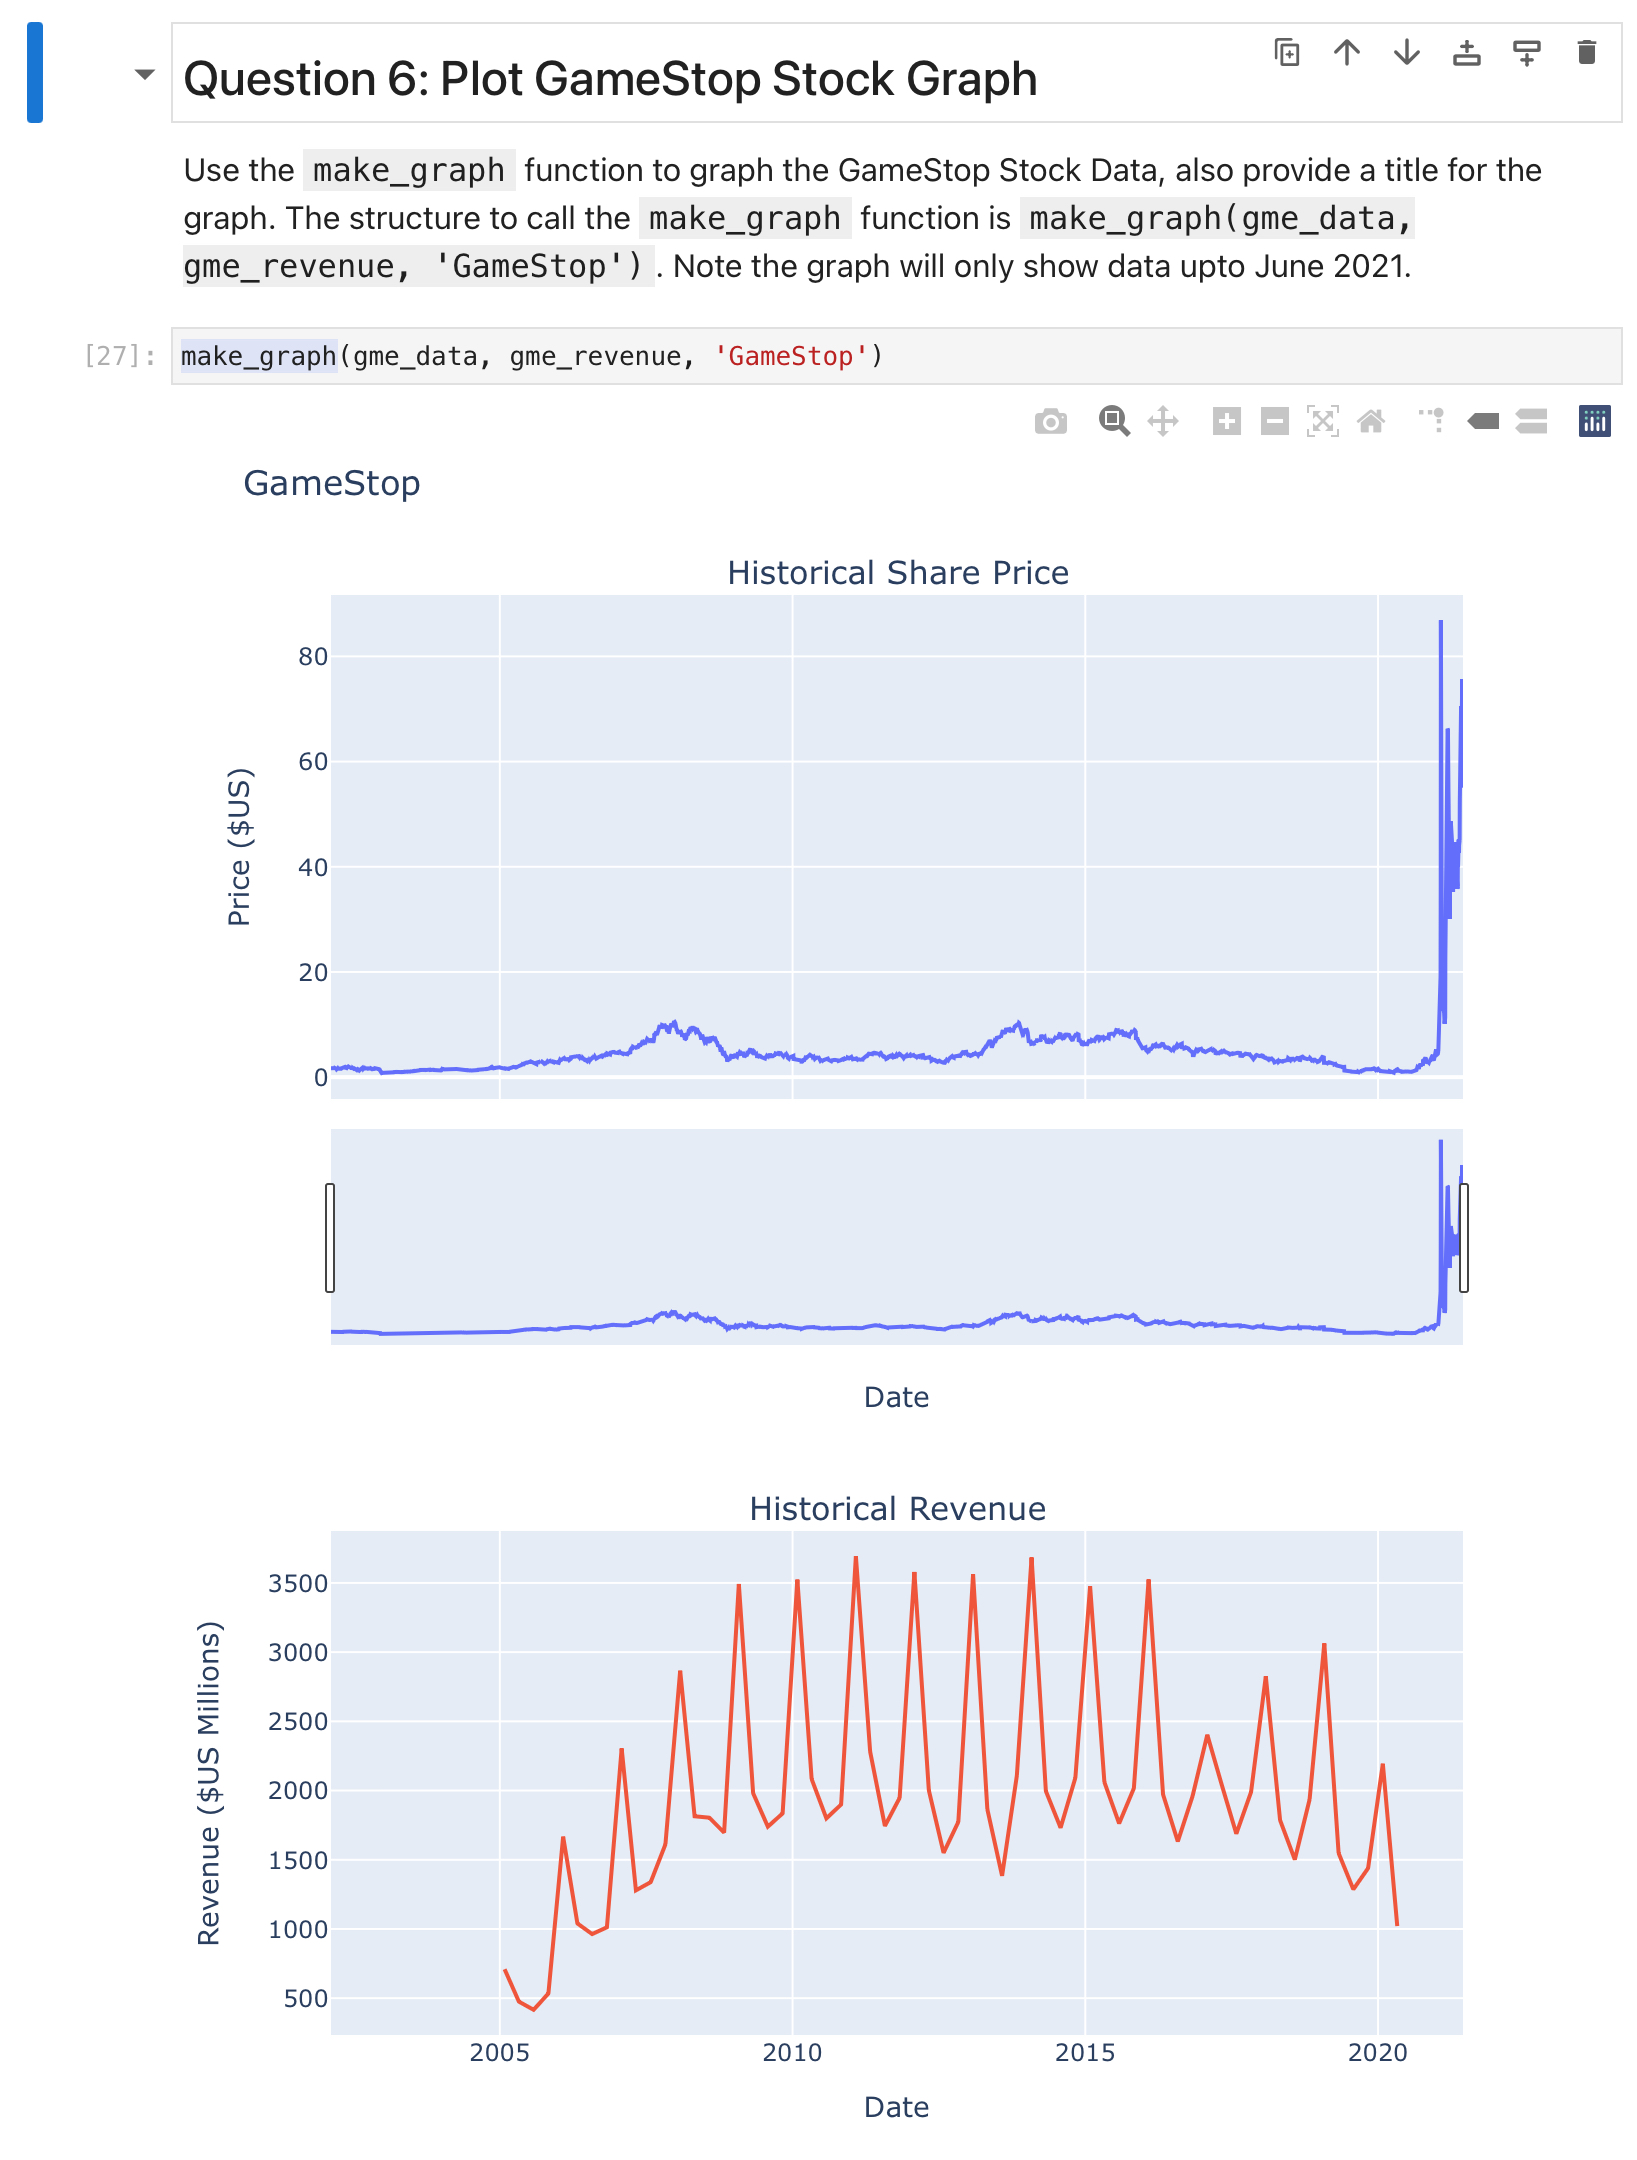 Question 6: Plot GameStop Stock Graph
Use the make_graph function to graph the GameStop Stock Data, also provide a title for the
graph. The structure to call the make_graph function is make_graph(gme_data,
gme_revenue, 'GameStop') . Note the graph will only show data upto June 2021.
[27]: make_graph(gme_data, gme_revenue, 'GameStop')
GameStop
Historical Share Price
80
60
40
20
0
Price ($US)
Date
Historical Revenue
3500
3000
2500
2000
1500
1000
500
Revenue ($US Millions)
2005 2010 2015 2020
Date